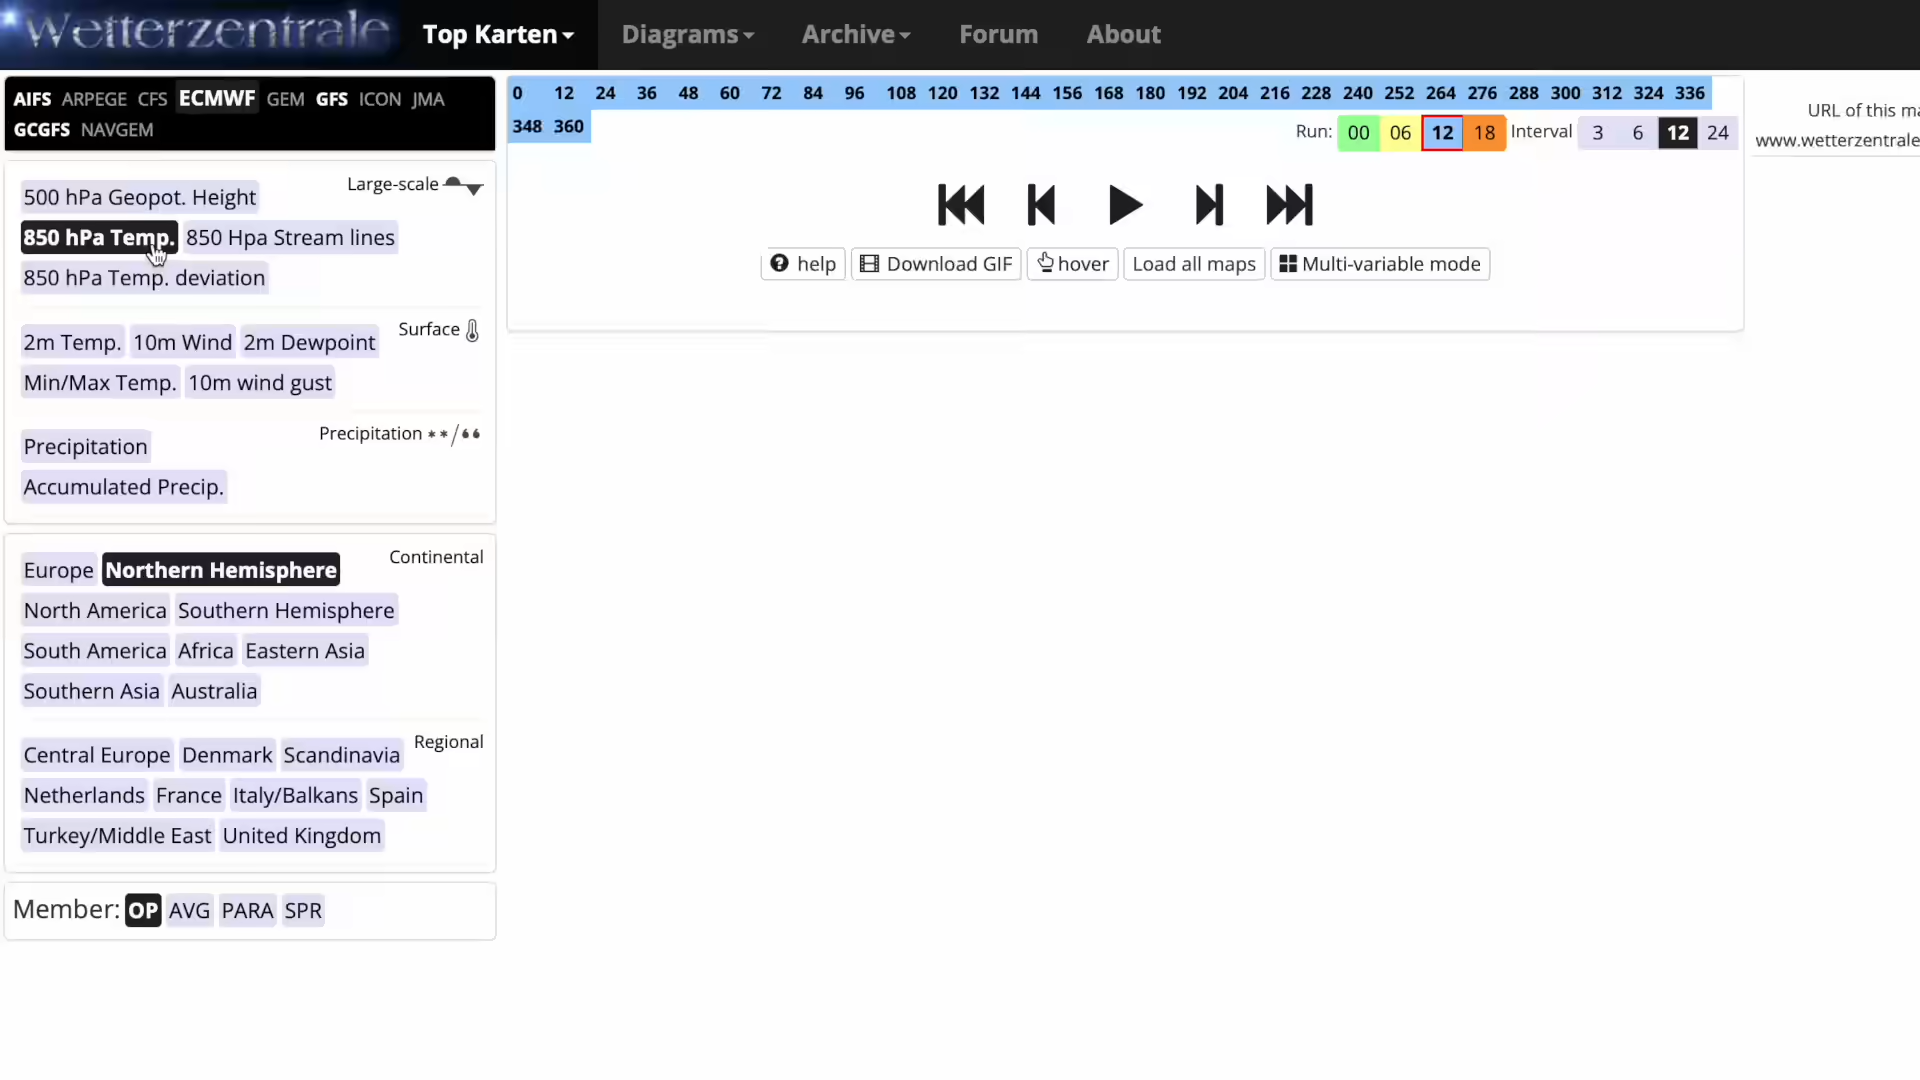 Wetterzentrale Top Karten Diagrams Archive Forum About
AIFS ARPEGE CFS ECMWF GEM GFS ICON JMA
GCGFS NAVGEM
Large-scale
500 hPa Geopot. Height
850 hPa Temp. 850 Hpa Stream lines
850 hPa Temp. deviation
Surface
2m Temp. 10m Wind 2m Dewpoint
Min/Max Temp. 10m wind gust
Precipitation **/
Precipitation
Accumulated Precip.
Continental
Europe Northern Hemisphere
North America Southern Hemisphere
South America Africa Eastern Asia
Southern Asia Australia
Regional
Central Europe Denmark Scandinavia
Netherlands France Italy/Balkans Spain
Turkey/Middle East United Kingdom
Member: OP AVG PARA SPR
0 12 24 36 48 60 72 84 96 108 120 132 144 156 168 180 192 204 216 228 240 252 264 276 288 300 312 324 336
348 360
Run: 00 06 12 18 Interval 3 6 12 24
help Download GIF hover Load all maps Multi-variable mode
URL of this ma
www.wetterzentrale